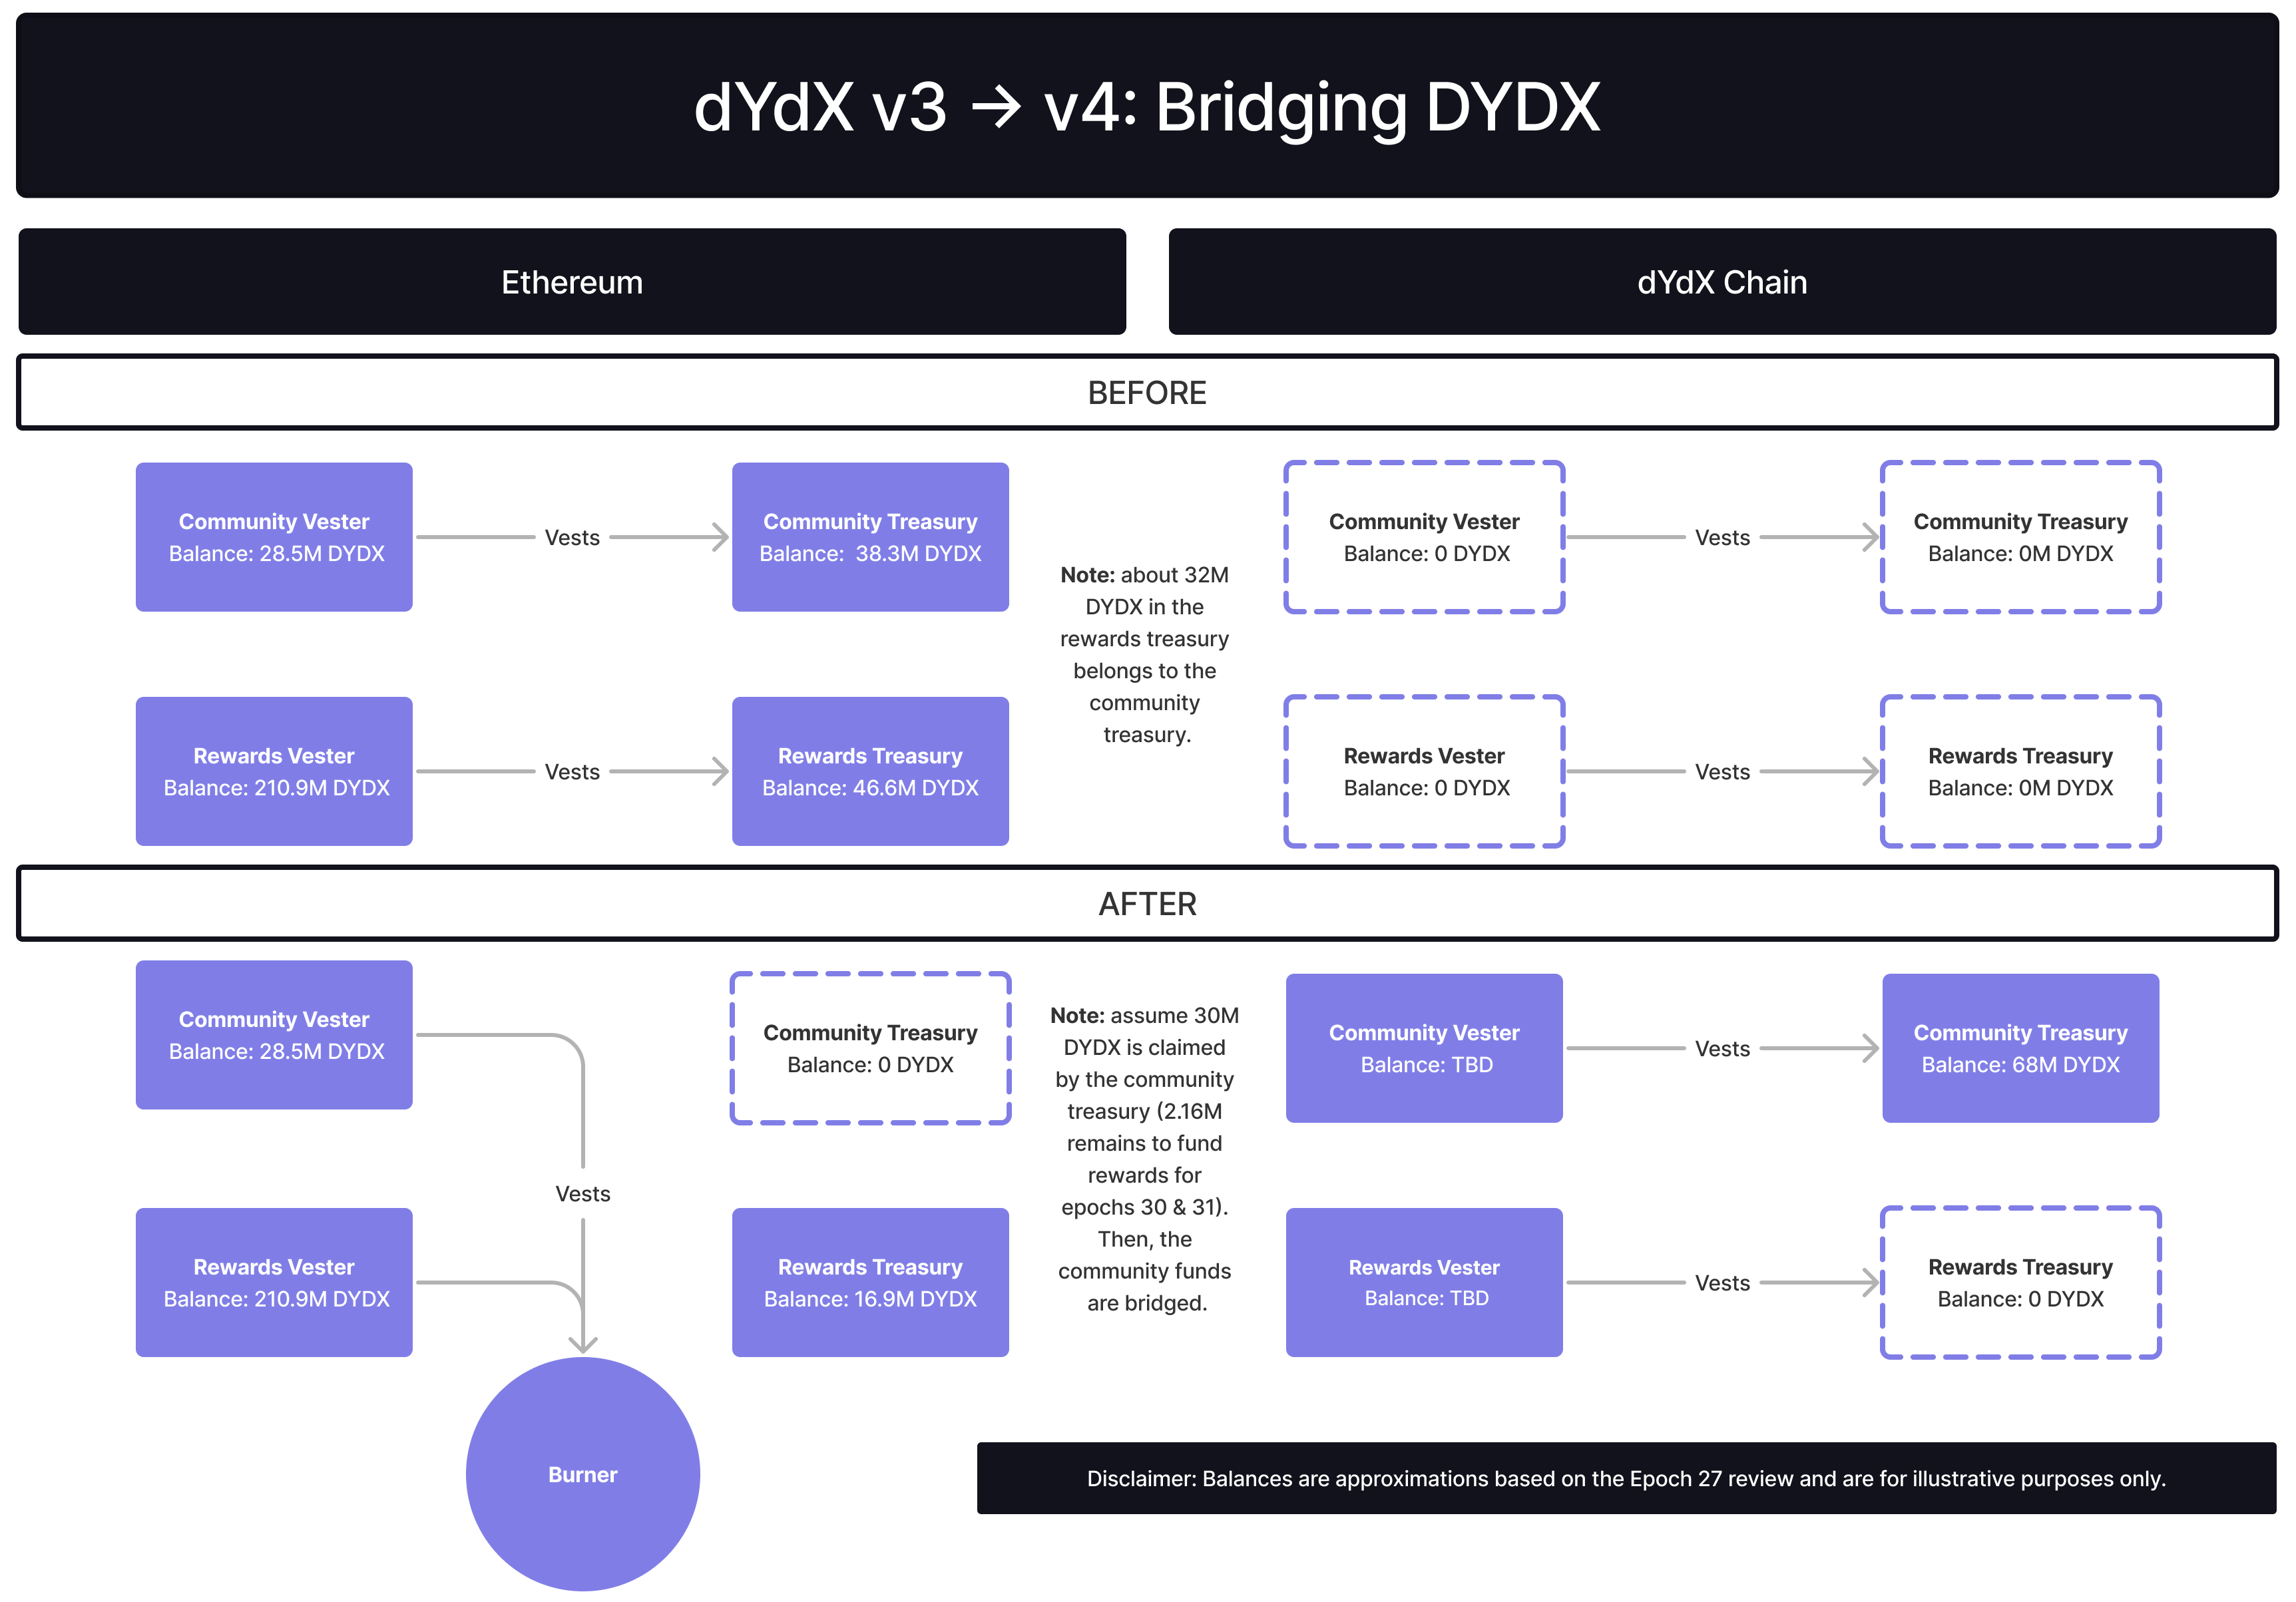 dYdX v3 → v4: Bridging DYDX
Ethereum
dYdX Chain
BEFORE
Community Vester
Balance: 28.5M DYDX
Vests
Community Treasury
Balance:  38.3M DYDX
Rewards Vester
Balance: 210.9M DYDX
Vests
Rewards Treasury
Balance: 46.6M DYDX
Note: about 32M
DYDX in the
rewards treasury
belongs to the
community
treasury.
Community Vester
Balance: 0 DYDX
Vests
Community Treasury
Balance: 0M DYDX
Rewards Vester
Balance: 0 DYDX
Vests
Rewards Treasury
Balance: 0M DYDX
AFTER
Community Vester
Balance: 28.5M DYDX
Rewards Vester
Balance: 210.9M DYDX
Vests
Burner
Community Treasury
Balance: 0 DYDX
Rewards Treasury
Balance: 16.9M DYDX
Note: assume 30M
DYDX is claimed
by the community
treasury (2.16M
remains to fund
rewards for
epochs 30 & 31).
Then, the
community funds
are bridged.
Community Vester
Balance: TBD
Vests
Community Treasury
Balance: 68M DYDX
Rewards Vester
Balance: TBD
Vests
Rewards Treasury
Balance: 0 DYDX
Disclaimer: Balances are approximations based on the Epoch 27 review and are for illustrative purposes only.